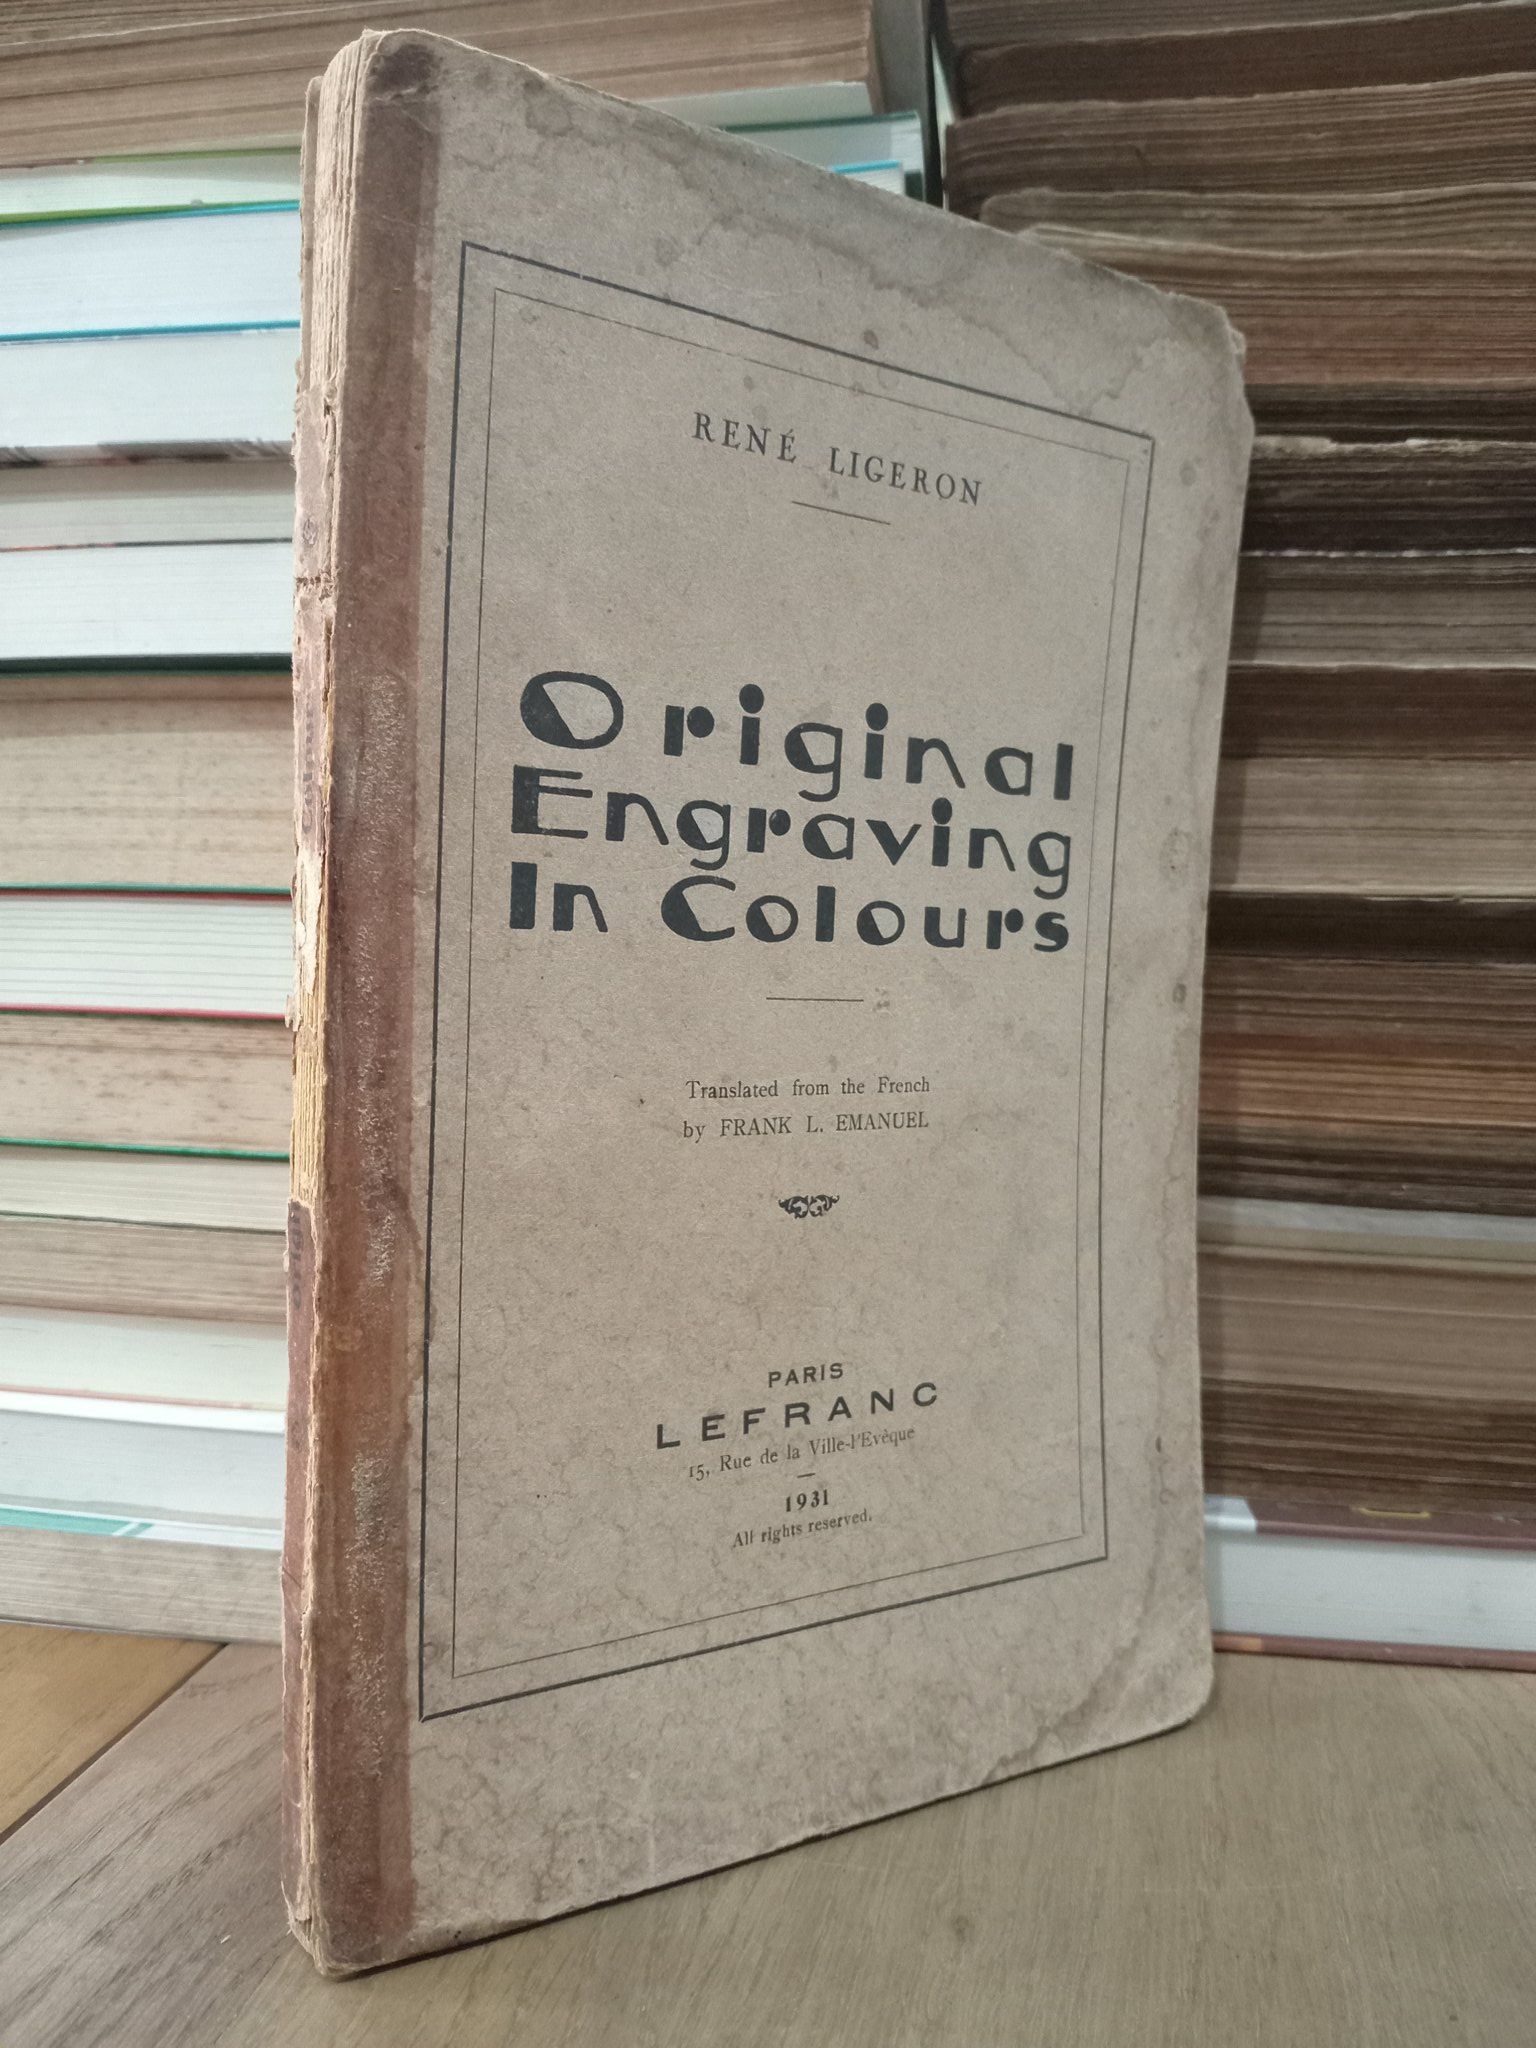 RENÉ LIGERON
Original
Engraving
In Colours
Translated from the French
by FRANK L. EMANUEL
PARIS
LEFRANC
15, Rue de la Ville-l'Evêque
1931
All rights reserved.